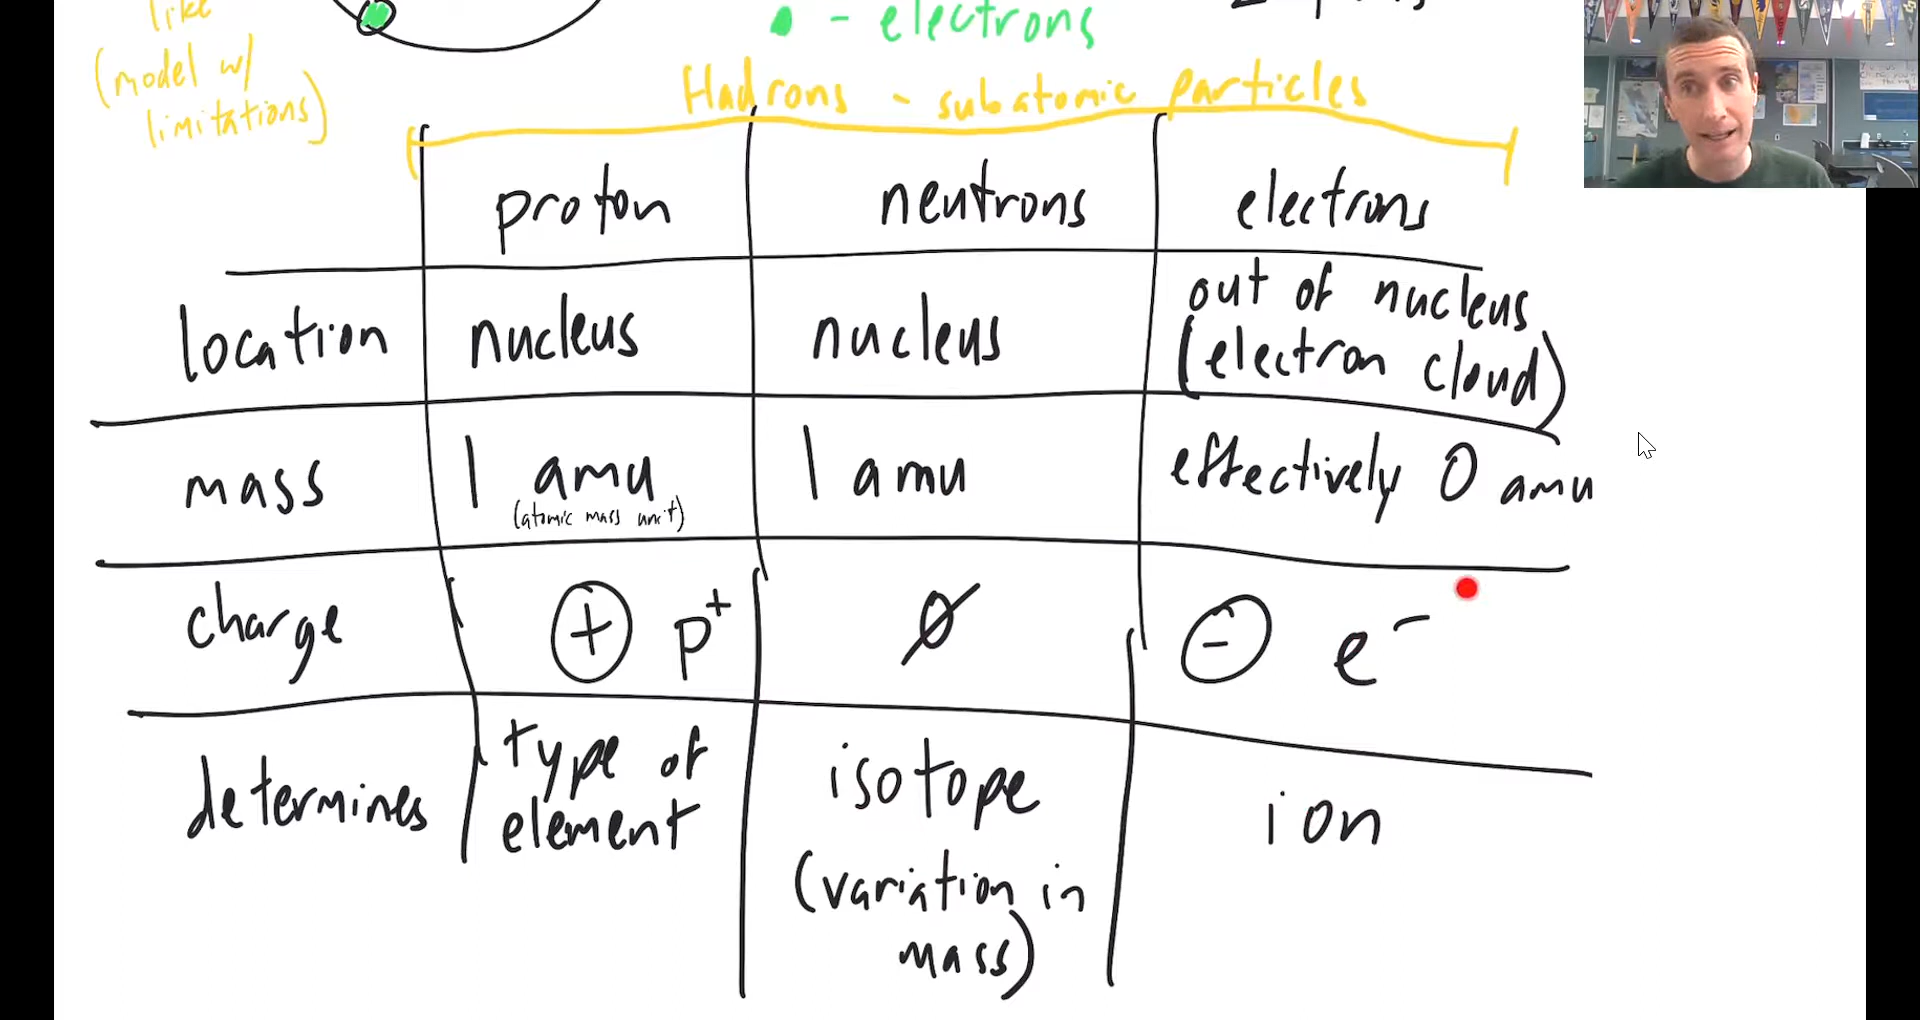 like
(model w/
limitations)
- electrons
Hadrons - subatomic particles
proton neutrons electrons
location nucleus nucleus out of nucleus
(electron cloud)
mass 1 amu 1 amu effectively 0 amu
(atomic mass unit)
charge + p+ 0 - e-
determines type of
element isotope ion
(variation in
mass)